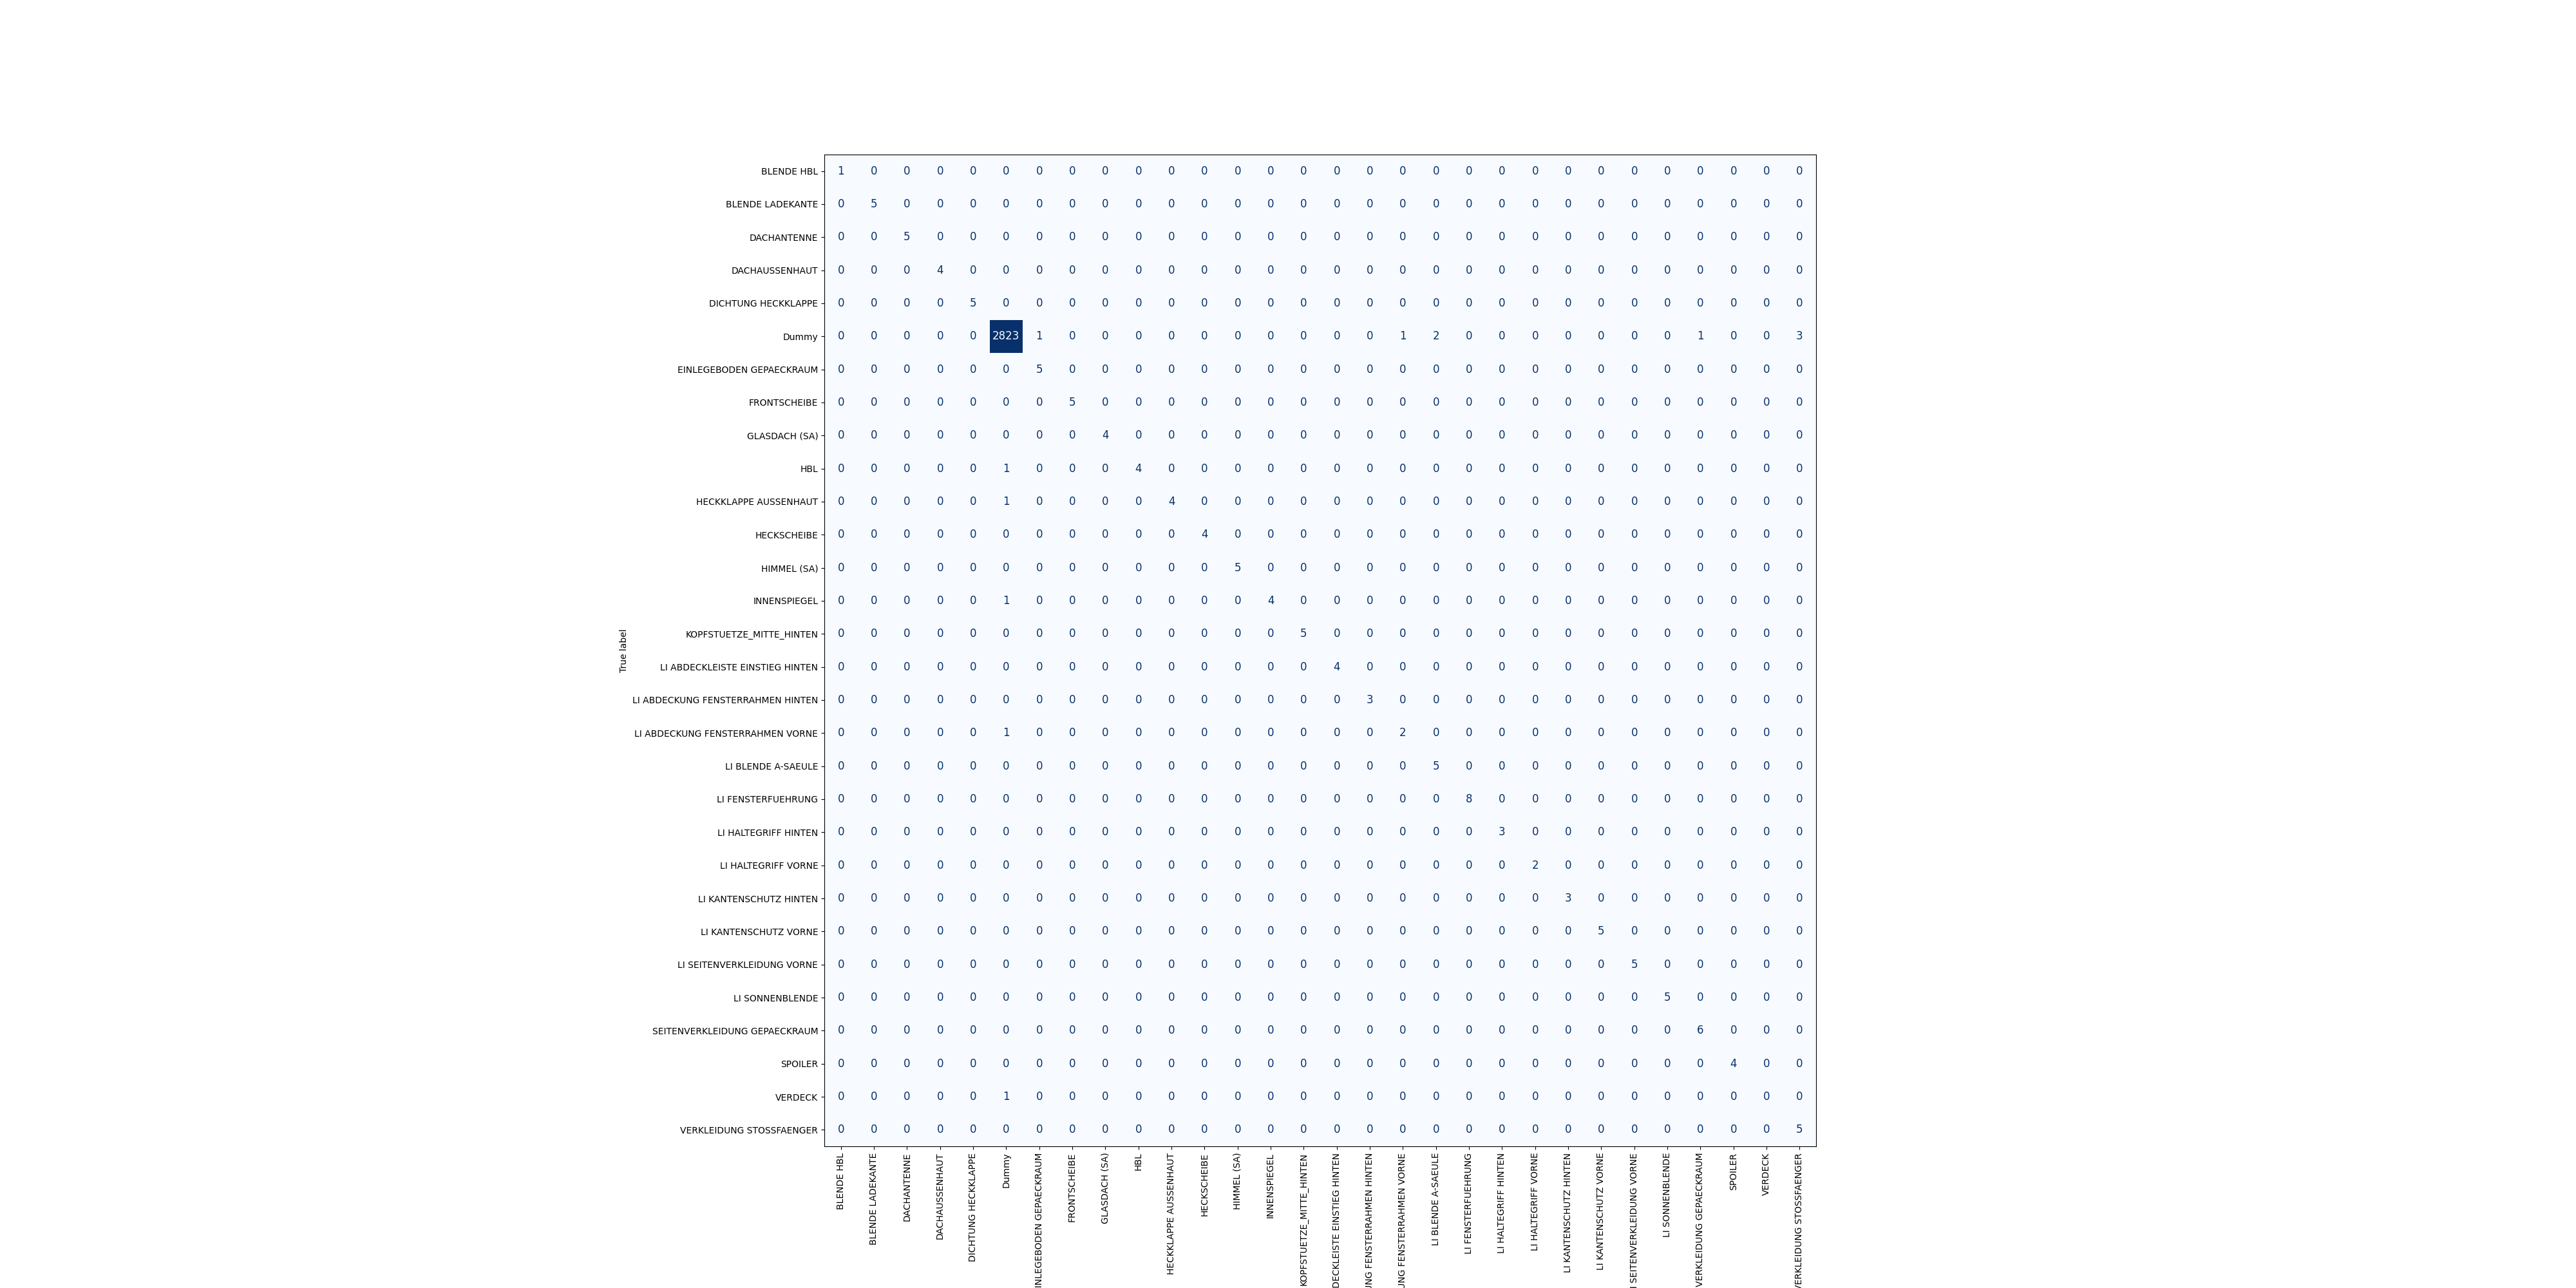 BLENDE HBL 1 0 0 0 0 0 0 0 0 0 0 0 0 0 0 0 0 0 0 0 0 0 0 0 0 0 0 0 0 0
BLENDE LADEKANTE 0 5 0 0 0 0 0 0 0 0 0 0 0 0 0 0 0 0 0 0 0 0 0 0 0 0 0 0 0 0
DACHANTENNE 0 0 5 0 0 0 0 0 0 0 0 0 0 0 0 0 0 0 0 0 0 0 0 0 0 0 0 0 0 0
DACHAUSSENHAUT 0 0 0 4 0 0 0 0 0 0 0 0 0 0 0 0 0 0 0 0 0 0 0 0 0 0 0 0 0 0
DICHTUNG HECKKLAPPE 0 0 0 0 5 0 0 0 0 0 0 0 0 0 0 0 0 0 0 0 0 0 0 0 0 0 0 0 0 0
Dummy 0 0 0 0 0 2823 1 0 0 0 0 0 0 0 0 0 0 1 2 0 0 0 0 0 0 0 1 0 0 3
EINLEGEBODEN GEPAECKRAUM 0 0 0 0 0 0 5 0 0 0 0 0 0 0 0 0 0 0 0 0 0 0 0 0 0 0 0 0 0 0
FRONTSCHEIBE 0 0 0 0 0 0 0 5 0 0 0 0 0 0 0 0 0 0 0 0 0 0 0 0 0 0 0 0 0 0
GLASDACH (SA) 0 0 0 0 0 0 0 0 4 0 0 0 0 0 0 0 0 0 0 0 0 0 0 0 0 0 0 0 0 0
HBL 0 0 0 0 0 1 0 0 0 4 0 0 0 0 0 0 0 0 0 0 0 0 0 0 0 0 0 0 0 0
HECKKLAPPE AUSSENHAUT 0 0 0 0 0 1 0 0 0 0 4 0 0 0 0 0 0 0 0 0 0 0 0 0 0 0 0 0 0 0
HECKSCHEIBE 0 0 0 0 0 0 0 0 0 0 0 4 0 0 0 0 0 0 0 0 0 0 0 0 0 0 0 0 0 0
HIMMEL (SA) 0 0 0 0 0 0 0 0 0 0 0 0 5 0 0 0 0 0 0 0 0 0 0 0 0 0 0 0 0 0
INNENSPIEGEL 0 0 0 0 0 1 0 0 0 0 0 0 0 4 0 0 0 0 0 0 0 0 0 0 0 0 0 0 0 0
KOPFSTUETZE_MITTE_HINTEN 0 0 0 0 0 0 0 0 0 0 0 0 0 0 5 0 0 0 0 0 0 0 0 0 0 0 0 0 0 0
True label
LI ABDECKLEISTE EINSTIEG HINTEN 0 0 0 0 0 0 0 0 0 0 0 0 0 0 0 4 0 0 0 0 0 0 0 0 0 0 0 0 0 0
LI ABDECKUNG FENSTERRAHMEN HINTEN 0 0 0 0 0 0 0 0 0 0 0 0 0 0 0 0 3 0 0 0 0 0 0 0 0 0 0 0 0 0
LI ABDECKUNG FENSTERRAHMEN VORNE 0 0 0 0 0 1 0 0 0 0 0 0 0 0 0 0 0 2 0 0 0 0 0 0 0 0 0 0 0 0
LI BLENDE A-SAEULE 0 0 0 0 0 0 0 0 0 0 0 0 0 0 0 0 0 0 5 0 0 0 0 0 0 0 0 0 0 0
LI FENSTERFUEHRUNG 0 0 0 0 0 0 0 0 0 0 0 0 0 0 0 0 0 0 0 8 0 0 0 0 0 0 0 0 0 0
LI HALTEGRIFF HINTEN 0 0 0 0 0 0 0 0 0 0 0 0 0 0 0 0 0 0 0 0 3 0 0 0 0 0 0 0 0 0
LI HALTEGRIFF VORNE 0 0 0 0 0 0 0 0 0 0 0 0 0 0 0 0 0 0 0 0 0 2 0 0 0 0 0 0 0 0
LI KANTENSCHUTZ HINTEN 0 0 0 0 0 0 0 0 0 0 0 0 0 0 0 0 0 0 0 0 0 0 3 0 0 0 0 0 0 0
LI KANTENSCHUTZ VORNE 0 0 0 0 0 0 0 0 0 0 0 0 0 0 0 0 0 0 0 0 0 0 0 5 0 0 0 0 0 0
LI SEITENVERKLEIDUNG VORNE 0 0 0 0 0 0 0 0 0 0 0 0 0 0 0 0 0 0 0 0 0 0 0 0 5 0 0 0 0 0
LI SONNENBLENDE 0 0 0 0 0 0 0 0 0 0 0 0 0 0 0 0 0 0 0 0 0 0 0 0 0 5 0 0 0 0
SEITENVERKLEIDUNG GEPAECKRAUM 0 0 0 0 0 0 0 0 0 0 0 0 0 0 0 0 0 0 0 0 0 0 0 0 0 0 6 0 0 0
SPOILER 0 0 0 0 0 0 0 0 0 0 0 0 0 0 0 0 0 0 0 0 0 0 0 0 0 0 0 4 0 0
VERDECK 0 0 0 0 0 1 0 0 0 0 0 0 0 0 0 0 0 0 0 0 0 0 0 0 0 0 0 0 0 0
VERKLEIDUNG STOSSFAENGER 0 0 0 0 0 0 0 0 0 0 0 0 0 0 0 0 0 0 0 0 0 0 0 0 0 0 0 0 0 5
BLENDE HBL
BLENDE LADEKANTE
DACHANTENNE
DACHAUSSENHAUT
DICHTUNG HECKKLAPPE
Dummy
INLEGEBODEN GEPAECKRAUM
FRONTSCHEIBE
GLASDACH (SA)
HBL
HECKKLAPPE AUSSENHAUT
HECKSCHEIBE
HIMMEL (SA)
INNENSPIEGEL
KOPFSTUETZE_MITTE_HINTEN
DECKLEISTE EINSTIEG HINTEN
NG FENSTERRAHMEN HINTEN
UNG FENSTERRAHMEN VORNE
LI BLENDE A-SAEULE
LI FENSTERFUEHRUNG
LI HALTEGRIFF HINTEN
LI HALTEGRIFF VORNE
LI KANTENSCHUTZ HINTEN
LI KANTENSCHUTZ VORNE
I SEITENVERKLEIDUNG VORNE
LI SONNENBLENDE
VERKLEIDUNG GEPAECKRAUM
SPOILER
VERDECK
VERKLEIDUNG STOSSFAENGER